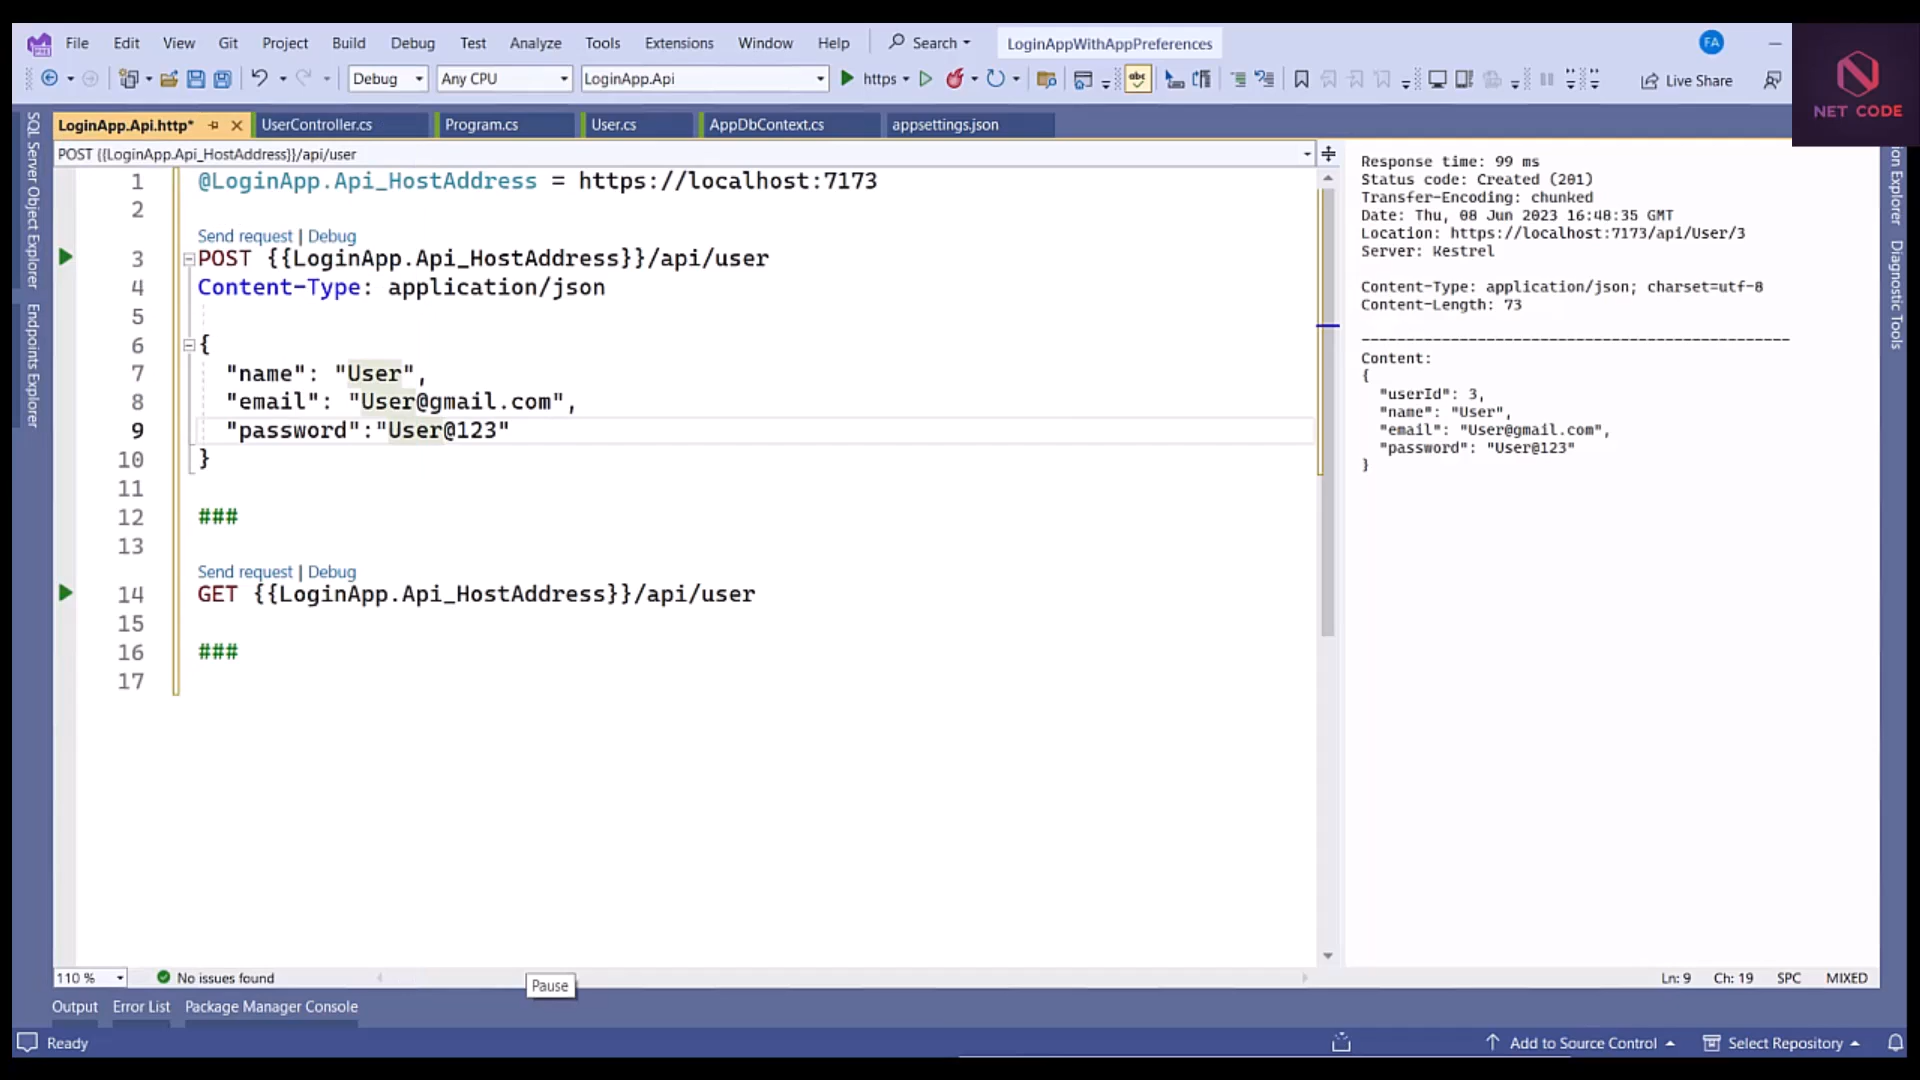 File Edit View Git Project Build Debug Test Analyze Tools Extensions Window Help Search LoginAppWithAppPreferences FA
Debug Any CPU LoginApp.Api https Live Share
NET CODE
LoginApp.Api.http* UserController.cs Program.cs User.cs AppDbContext.cs appsettings.json
POST {{LoginApp.Api_HostAddress}}/api/user
SQL Server Object Explorer
Endpoints Explorer
1 @LoginApp.Api_HostAddress = https://localhost:7173
2
Send request | Debug
3 POST {{LoginApp.Api_HostAddress}}/api/user
4 Content-Type: application/json
5
6 {
7 "name": "User",
8 "email": "User@gmail.com",
9 "password":"User@123"
10 }
11
12 ###
13
Send request | Debug
14 GET {{LoginApp.Api_HostAddress}}/api/user
15
16 ###
17
Response time: 99 ms
Status code: Created (201)
Transfer-Encoding: chunked
Date: Thu, 08 Jun 2023 16:48:35 GMT
Location: https://localhost:7173/api/User/3
Server: Kestrel
Content-Type: application/json; charset=utf-8
Content-Length: 73
------------------------------------------------
Content:
{
"userId": 3,
"name": "User",
"email": "User@gmail.com",
"password": "User@123"
}
Explorer
Diagnostic Tools
110 % No issues found Ln: 9 Ch: 19 SPC MIXED
Pause
Output Error List Package Manager Console
Ready Add to Source Control Select Repository